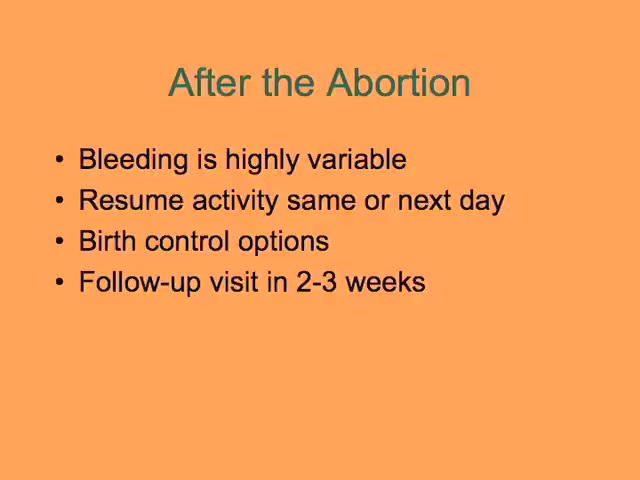 After the Abortion
• Bleeding is highly variable
• Resume activity same or next day
• Birth control options
• Follow-up visit in 2-3 weeks